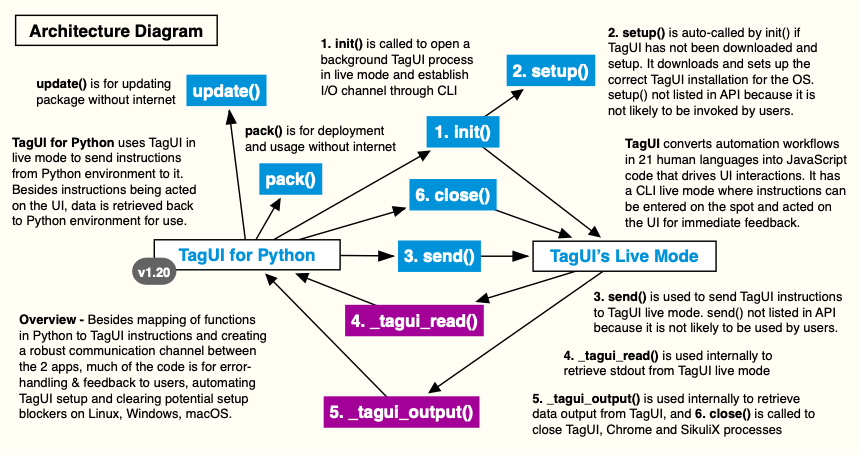 Architecture Diagram
1. init() is called to open a
background TagUI process
in live mode and establish
I/O channel through CLI
2. setup() is auto-called by init() if
TagUI has not been downloaded and
setup. It downloads and sets up the
correct TagUI installation for the OS.
setup() not listed in API because it is
not likely to be invoked by users.
update() is for updating
package without internet
update()
2. setup()
pack() is for deployment
and usage without internet
1. init()
TagUI for Python uses TagUI in
live mode to send instructions
from Python environment to it.
Besides instructions being acted
on the UI, data is retrieved back
to Python environment for use.
pack()
6. close()
TagUI converts automation workflows
in 21 human languages into JavaScript
code that drives UI interactions. It has
a CLI live mode where instructions can
be entered on the spot and acted on
the UI for immediate feedback.
TagUI for Python
v1.20
3. send()
TagUI's Live Mode
4. _tagui_read()
3. send() is used to send TagUI instructions
to TagUI live mode. send() not listed in API
because it is not likely to be used by users.
Overview - Besides mapping of functions
in Python to TagUI instructions and creating
a robust communication channel between
the 2 apps, much of the code is for error-
handling & feedback to users, automating
TagUI setup and clearing potential setup
blockers on Linux, Windows, macOS.
4. _tagui_read() is used internally to
retrieve stdout from TagUI live mode
5. _tagui_output()
5. _tagui_output() is used internally to retrieve
data output from TagUI, and 6. close() is called to
close TagUI, Chrome and SikuliX processes